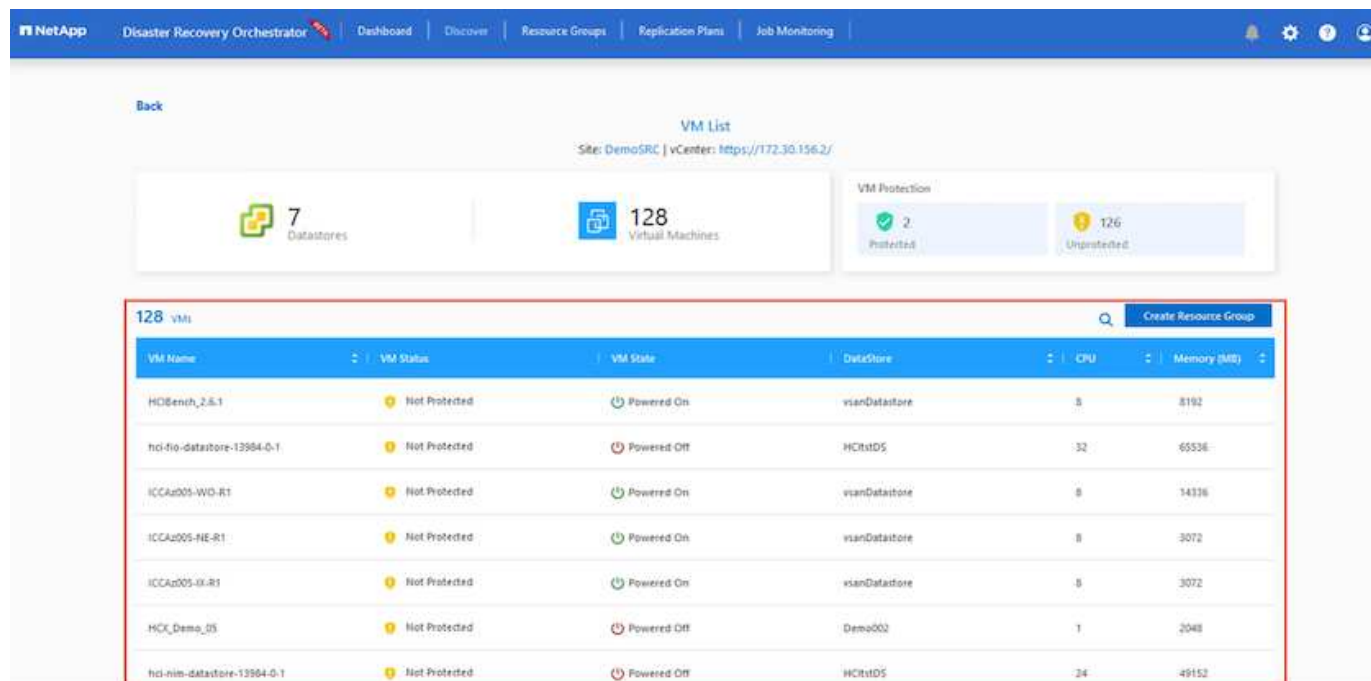 NetApp Disaster Recovery Orchestrator Dashboard Discover Resource Groups Replication Plans Job Monitoring
Back
VM List
Site: DemoSRC | vCenter: https://172.30.156.2/
7
Datastores
128
Virtual Machines
VM Protection
2
Protected
126
Unprotected
128 VMs
Create Resource Group
VM Name VM Status VM State DataStore CPU Memory (MB)
HCIBench_2.6.1 Not Protected Powered On vsanDatastore 8 8192
hci-fio-datastore-13984-0-1 Not Protected Powered Off HCItstDS 32 65536
ICCAz005-WO-R1 Not Protected Powered On vsanDatastore 8 14336
ICCAz005-NE-R1 Not Protected Powered On vsanDatastore 8 3072
ICCAz005-IX-R1 Not Protected Powered On vsanDatastore 8 3072
HCX_Demo_05 Not Protected Powered Off Demo002 1 2048
hci-nim-datastore-13984-0-1 Not Protected Powered Off HCItstDS 24 49152